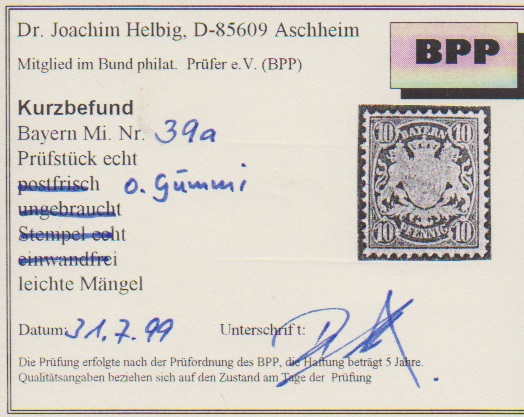 Dr. Joachim Helbig, D-85609 Aschheim
BPP
Mitglied im Bund philat. Prüfer e.V. (BPP)
Kurzbefund
Bayern Mi. Nr. 39a
Prüfstück echt
postfrisch o. Gummi
ungebraucht
Stempel echt
einwandfrei
leichte Mängel
10 BAYERN 10
10 PFENNIG 10
Datum: 31.7.99 Unterschrift:
Die Prüfung erfolgte nach der Prüfordnung des BPP, die Haftung beträgt 5 Jahre.
Qualitätsangaben beziehen sich auf den Zustand am Tage der Prüfung